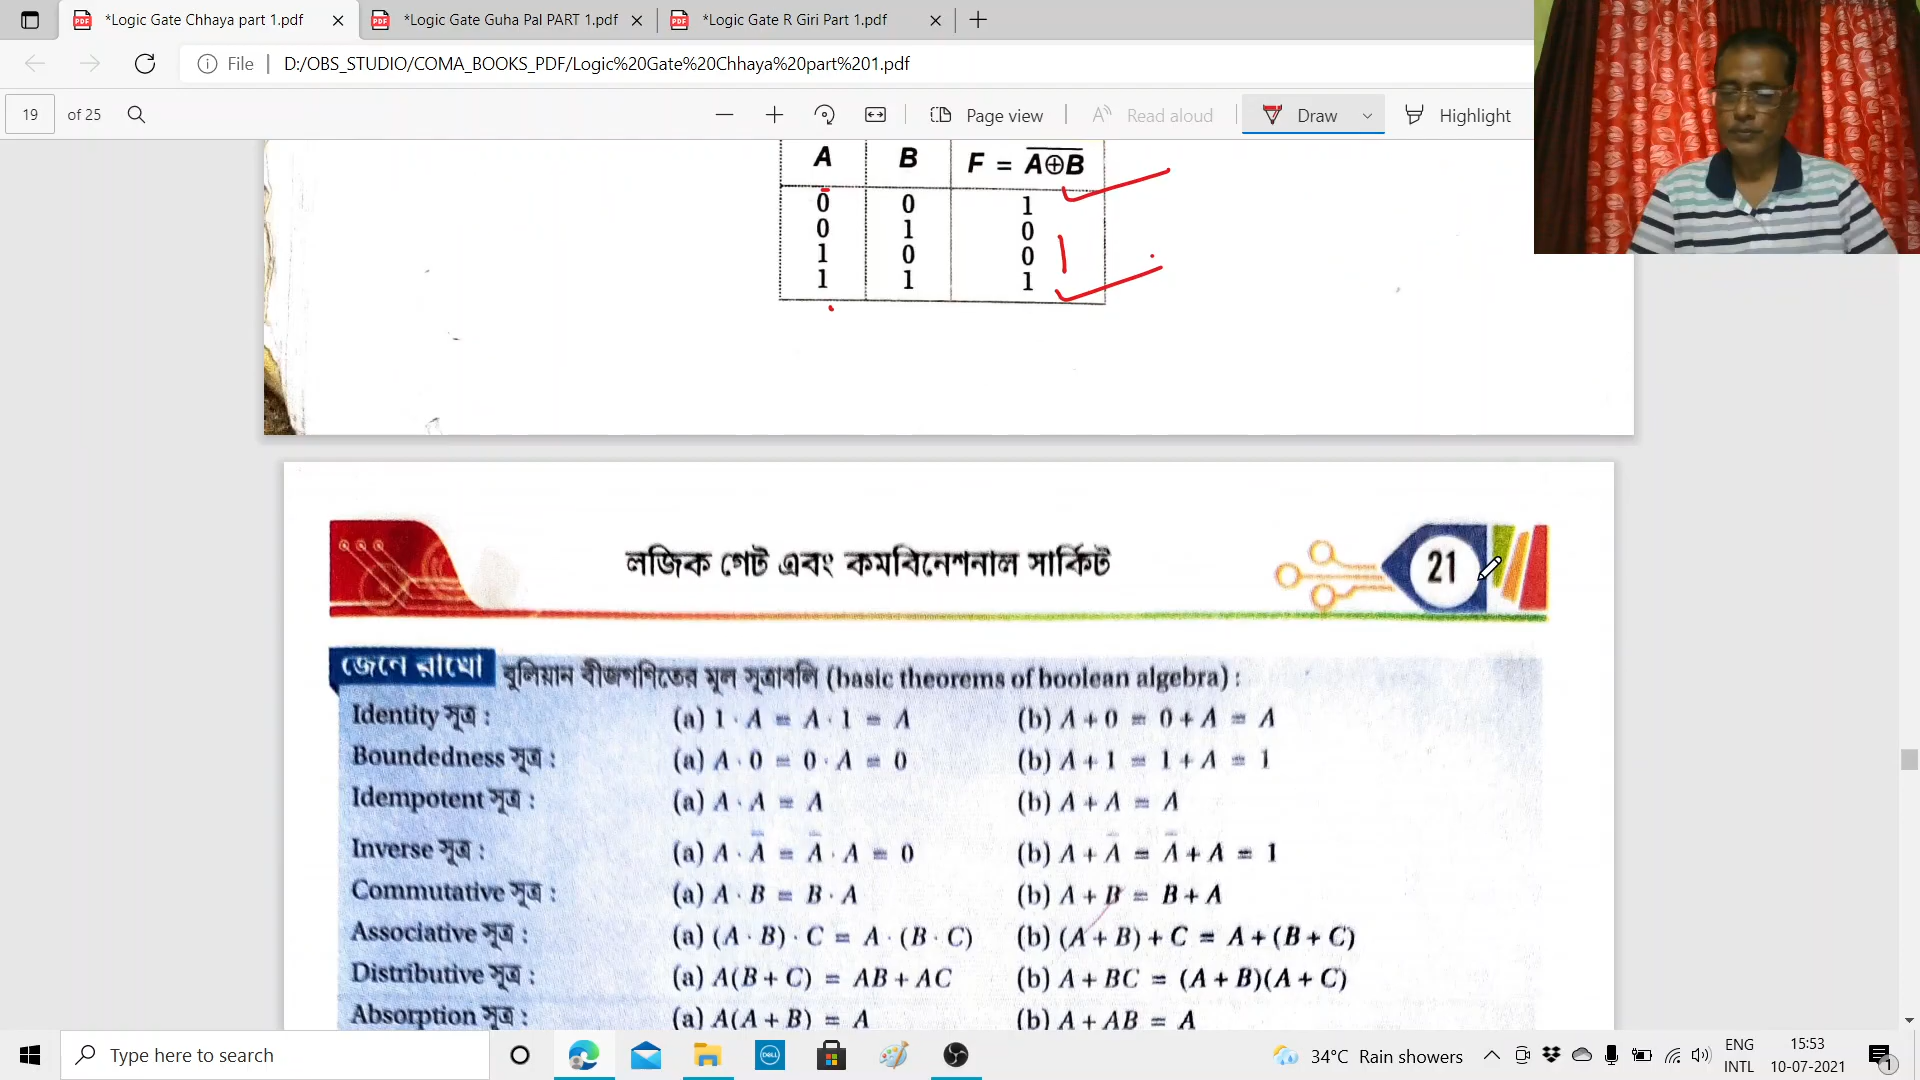 *Logic Gate Chhaya part 1.pdf
*Logic Gate Guha Pal PART 1.pdf
*Logic Gate R Giri Part 1.pdf
File
D:/OBS_STUDIO/COMA_BOOKS_PDF/Logic%20Gate%20Chhaya%20part%201.pdf
19 of 25
Page view
Read aloud
Draw
Highlight
A B F = \overline{A⊕B}
0 0 1
0 1 0
1 0 0
1 1 1
লজিক গেট এবং কমবিনেশনাল সার্কিট
21
জেনে রাখো বুলিয়ান বীজগণিতের মূল সূত্রাবলি (basic theorems of boolean algebra) :
Identity সূত্র : (a) 1 · A = A · 1 = A (b) A + 0 = 0 + A = A
Boundedness সূত্র : (a) A · 0 = 0 · A = 0 (b) A + 1 = 1 + A = 1
Idempotent সূত্র : (a) A · A = A (b) A + A = A
Inverse সূত্র : (a) A · Ā = Ā · A = 0 (b) A + Ā = Ā + A = 1
Commutative সূত্র : (a) A · B = B · A (b) A + B = B + A
Associative সূত্র : (a) (A · B) · C = A · (B · C) (b) (A + B) + C = A + (B + C)
Distributive সূত্র : (a) A(B + C) = AB + AC (b) A + BC = (A + B)(A + C)
Absorption সূত্র : (a) A(A + B) = A (b) A + AB = A
Type here to search
DELL
34°C Rain showers
ENG
INTL
15:53
10-07-2021
1